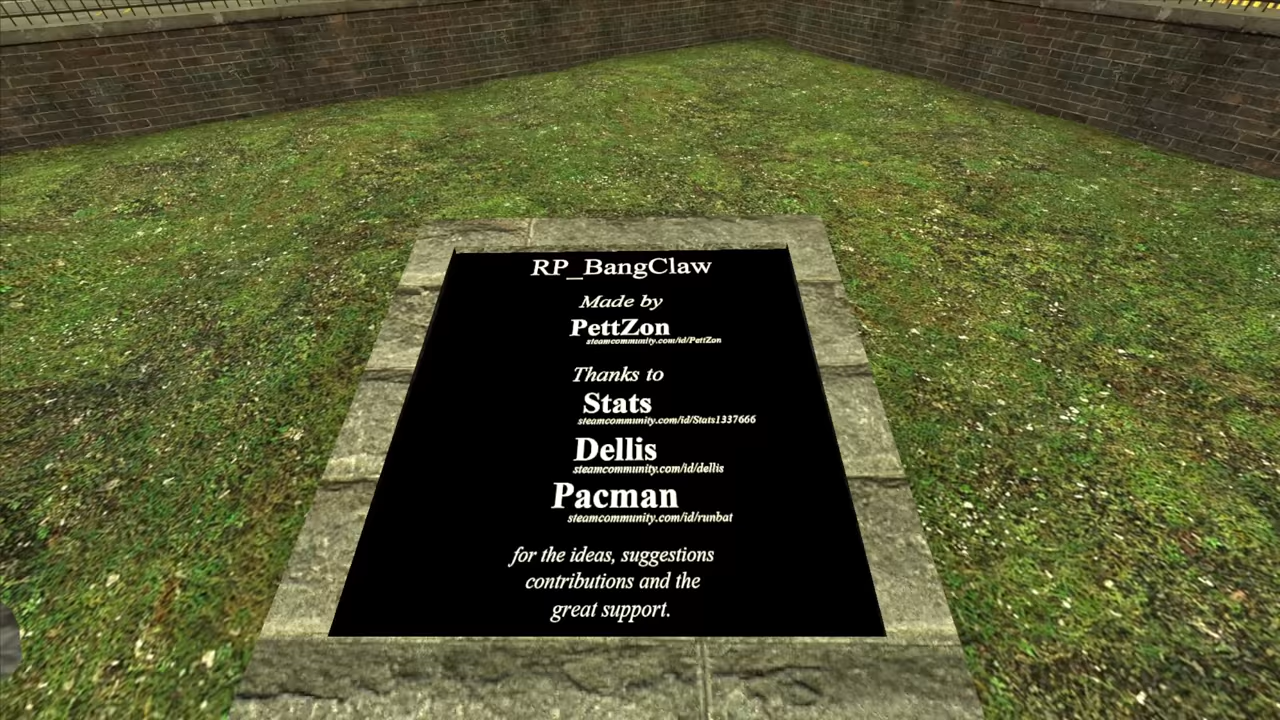 RP_BangClaw
Made by
PettZon
steamcommunity.com/id/PettZon
Thanks to
Stats
steamcommunity.com/id/Stats1337666
Dellis
steamcommunity.com/id/dellis
Pacman
steamcommunity.com/id/runbat
for the ideas, suggestions
contributions and the
great support.